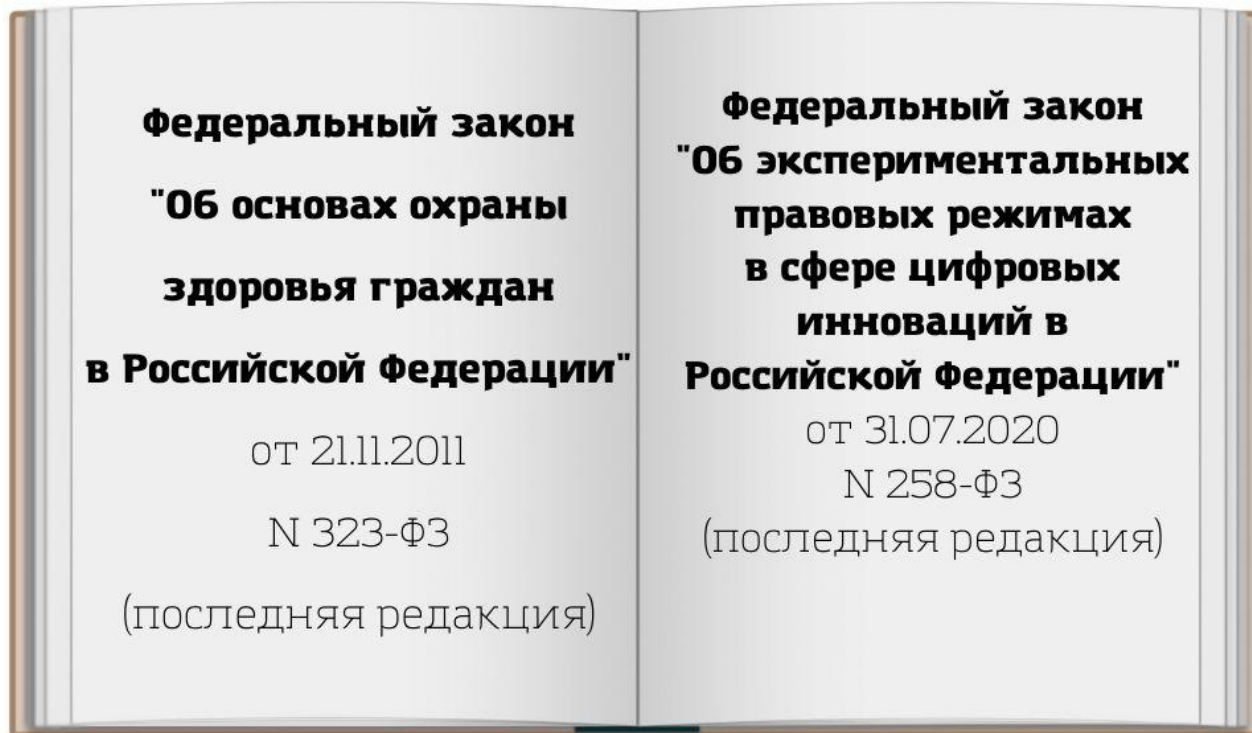 Федеральный закон
"Об основах охраны
здоровья граждан
в Российской Федерации"
от 21.11.2011
N 323-ФЗ
(последняя редакция)
Федеральный закон
"Об экспериментальных
правовых режимах
в сфере цифровых
инноваций в
Российской Федерации"
от 31.07.2020
N 258-ФЗ
(последняя редакция)